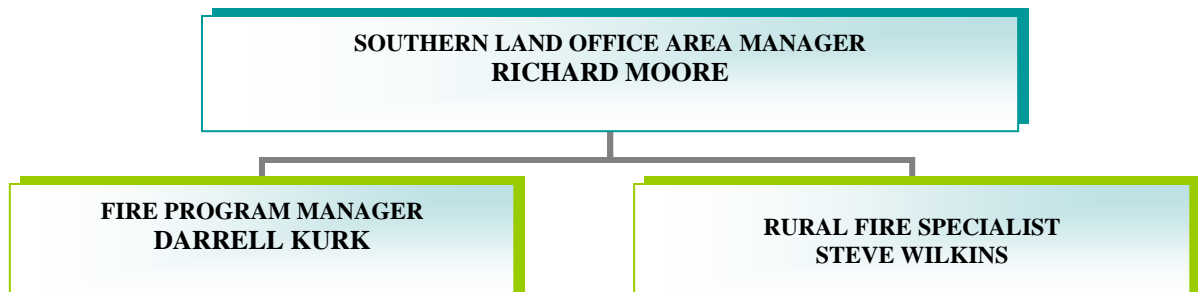 SOUTHERN LAND OFFICE AREA MANAGER
RICHARD MOORE
FIRE PROGRAM MANAGER
DARRELL KURK
RURAL FIRE SPECIALIST
STEVE WILKINS